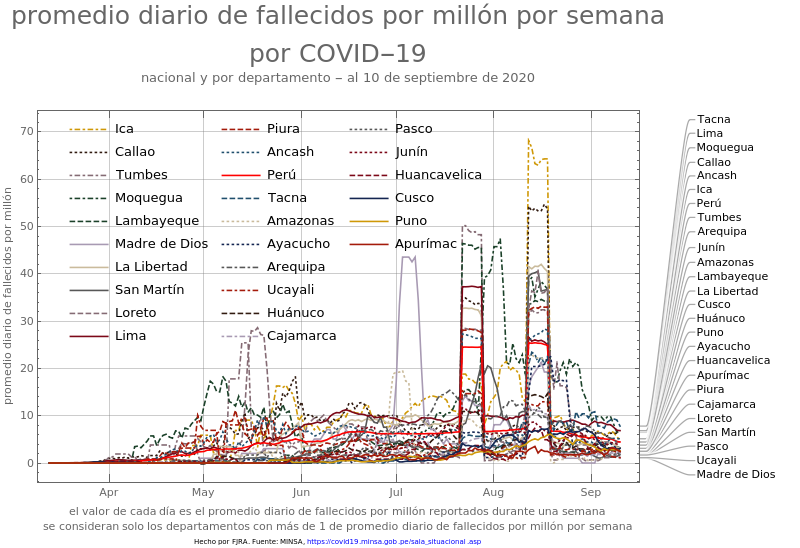 promedio diario de fallecidos por millón por semana
por COVID−19
nacional y por departamento − al 10 de septiembre de 2020
promedio diario de fallecidos por millón
70
60
50
40
30
20
10
0
Apr
May
Jun
Jul
Aug
Sep
Ica
Callao
Tumbes
Moquegua
Lambayeque
Madre de Dios
La Libertad
San Martín
Loreto
Lima
Piura
Ancash
Perú
Tacna
Amazonas
Ayacucho
Arequipa
Ucayali
Huánuco
Cajamarca
Pasco
Junín
Huancavelica
Cusco
Puno
Apurímac
Tacna
Lima
Moquegua
Callao
Ancash
Ica
Perú
Tumbes
Arequipa
Junín
Amazonas
Lambayeque
La Libertad
Cusco
Huánuco
Puno
Ayacucho
Huancavelica
Apurímac
Piura
Cajamarca
Loreto
San Martín
Pasco
Ucayali
Madre de Dios
el valor de cada día es el promedio diario de fallecidos por millón reportados durante una semana
se consideran solo los departamentos con más de 1 de promedio diario de fallecidos por millón por semana
Hecho por FJRA. Fuente: MINSA, https://covid19.minsa.gob.pe/sala_situacional.asp